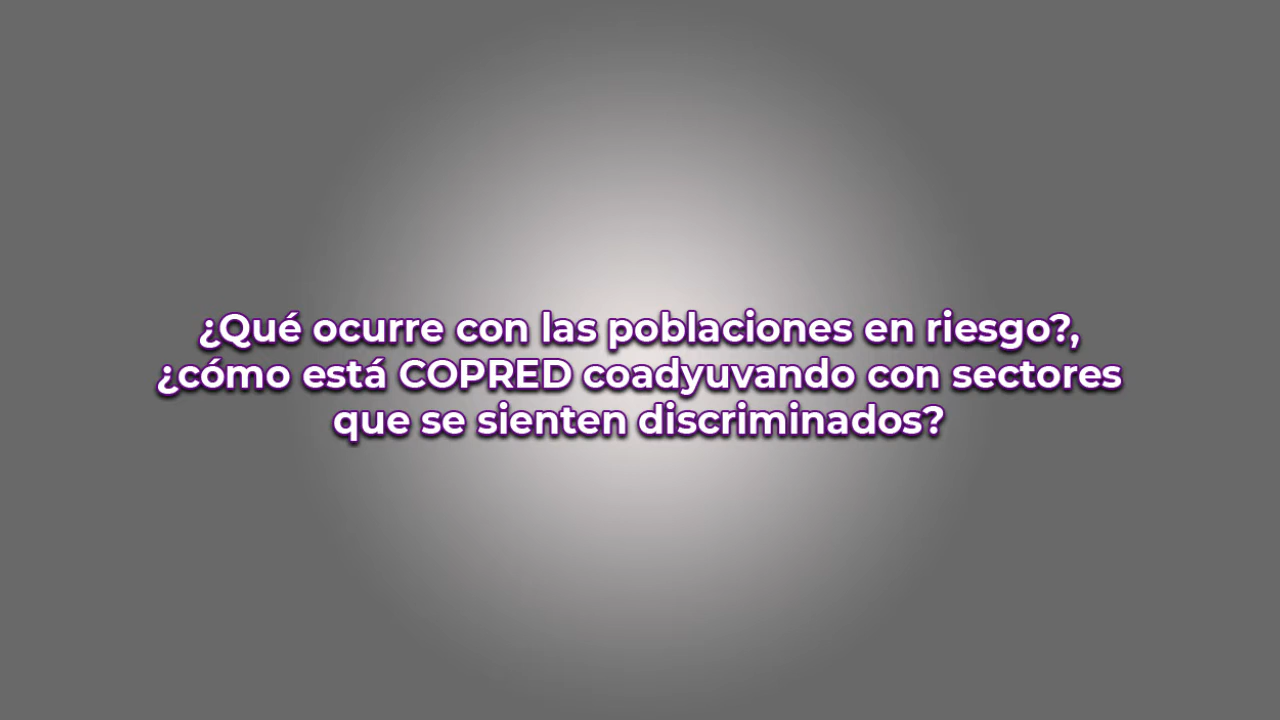 ¿Qué ocurre con las poblaciones en riesgo?,
¿cómo está COPRED coadyuvando con sectores
que se sienten discriminados?